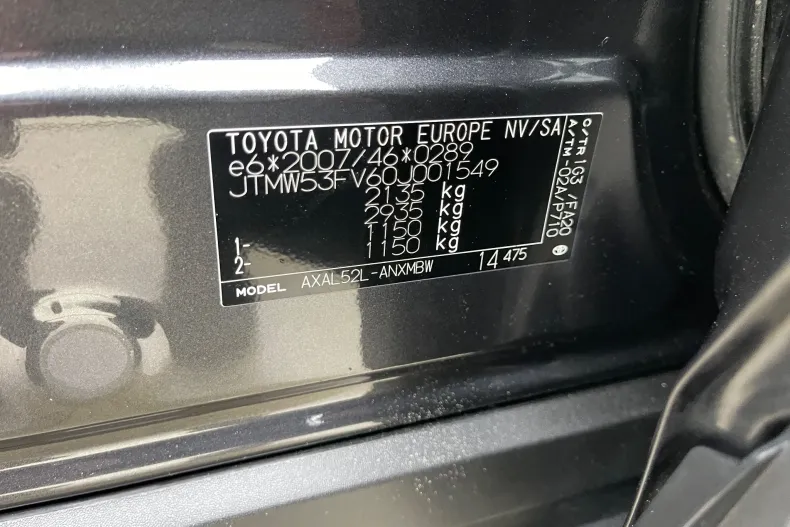 TOYOTA MOTOR EUROPE NV/SA
e6*2007/46*0289
JTMW53FV60J001549
2135 kg
2935 kg
1- 1150 kg
2- 1150 kg
MODEL AXAL52L-ANXMBW 14 475
C/TR 1G3 /FA20
A/TM -02A/P710